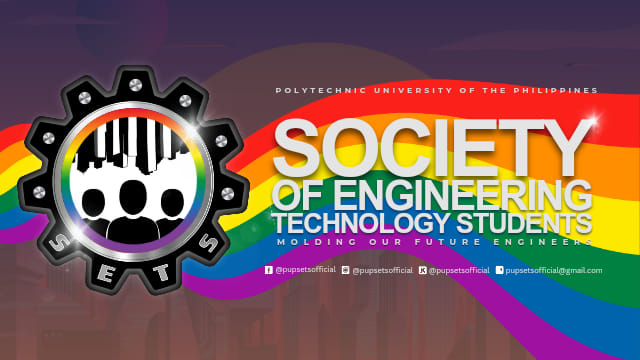 POLYTECHNIC UNIVERSITY OF THE PHILIPPINES
SOCIETY
OF ENGINEERING
TECHNOLOGY STUDENTS
MOLDING OUR FUTURE ENGINEERS
@pupsetsofficial @pupsetsofficial @pupsetsofficial pupsetsofficial@gmail.com
SETS